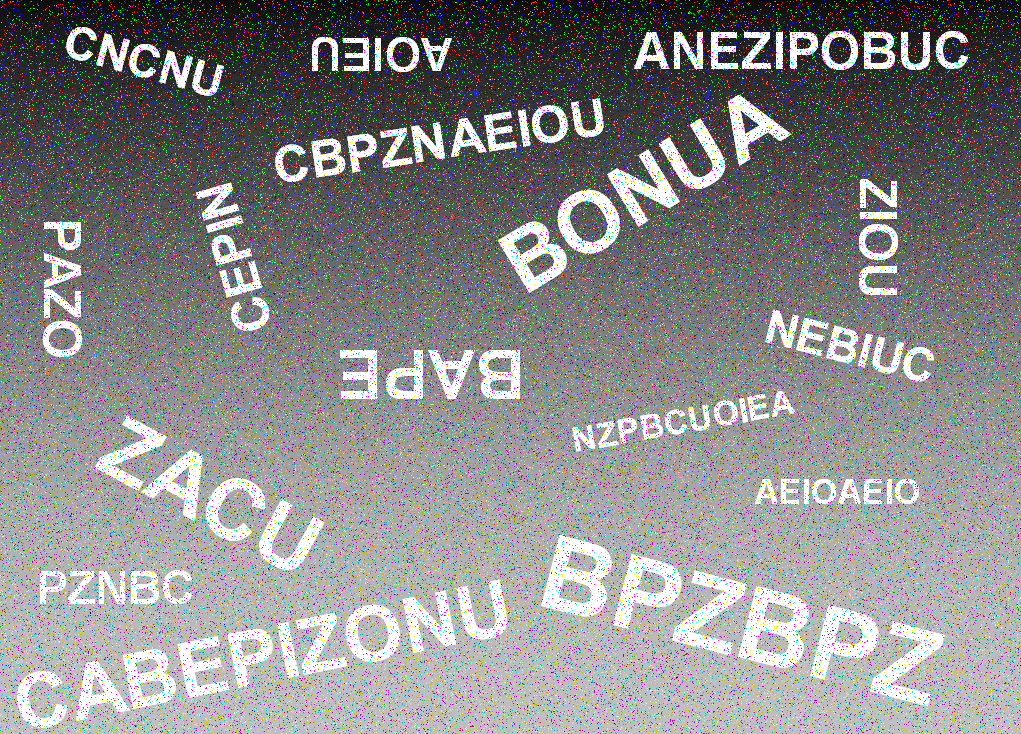 CNCNU
AOIEU
ANEZIPOBUC
CBPZNAEIOU
BONUA
CEPIN
ZIOU
PAZO
NEBIUC
BAPE
NZPBCUOIEA
ZACU
AEIOAEIO
PZNBC
BPZBPZ
CABEPIZONU